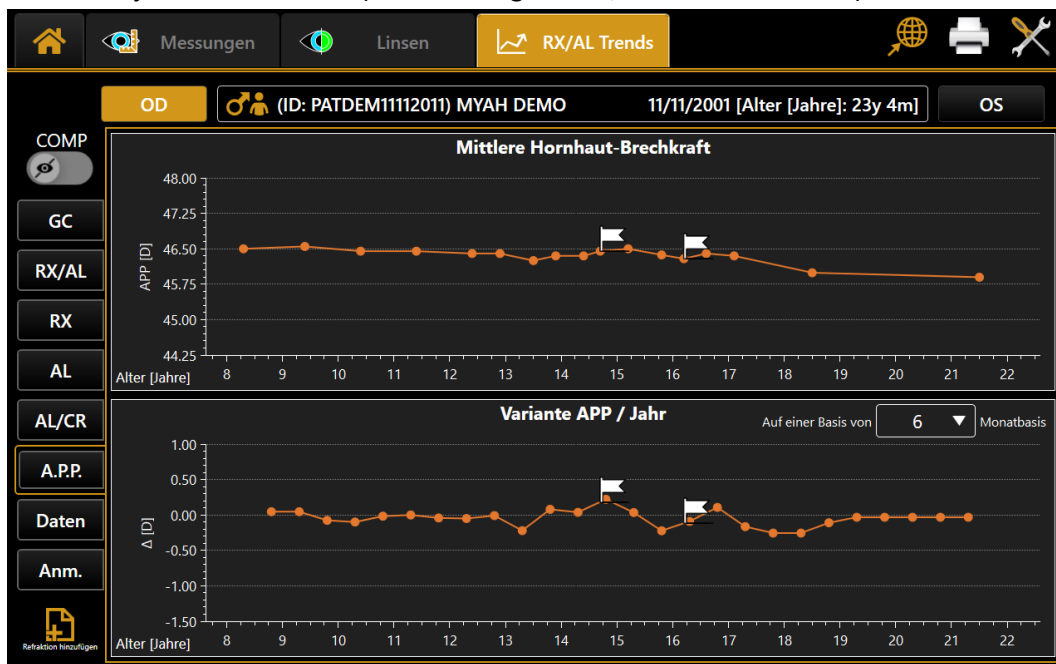 Messungen
Linsen
RX/AL Trends
OD
(ID: PATDEM11112011) MYAH DEMO 11/11/2001 [Alter [Jahre]: 23y 4m]
OS
COMP
GC
RX/AL
RX
AL
AL/CR
A.P.P.
Daten
Anm.
Refraktion hinzufügen
Mittlere Hornhaut-Brechkraft
APP [D]
48.00
47.25
46.50
45.75
45.00
44.25
Alter [Jahre] 8 9 10 11 12 13 14 15 16 17 18 19 20 21 22
Variante APP / Jahr
Auf einer Basis von 6 Monatbasis
Δ [D]
1.00
0.50
0.00
-0.50
-1.00
-1.50
Alter [Jahre] 8 9 10 11 12 13 14 15 16 17 18 19 20 21 22